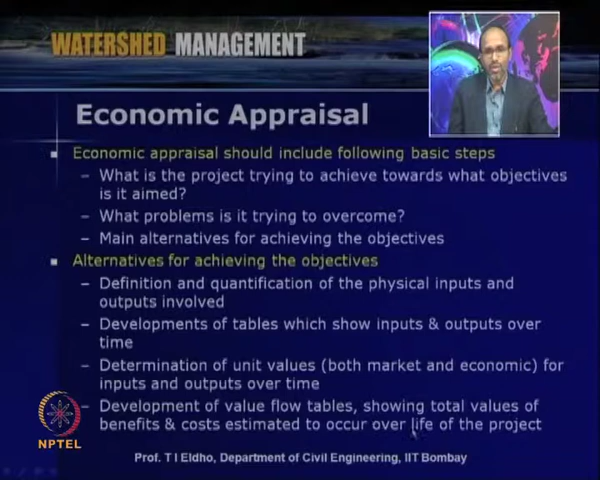 WATERSHED MANAGEMENT
Economic Appraisal
Economic appraisal should include following basic steps
– What is the project trying to achieve towards what objectives
is it aimed?
– What problems is it trying to overcome?
– Main alternatives for achieving the objectives
Alternatives for achieving the objectives
– Definition and quantification of the physical inputs and
outputs involved
– Developments of tables which show inputs & outputs over
time
– Determination of unit values (both market and economic) for
inputs and outputs over time
– Development of value flow tables, showing total values of
benefits & costs estimated to occur over life of the project
NPTEL
Prof. T I Eldho, Department of Civil Engineering, IIT Bombay